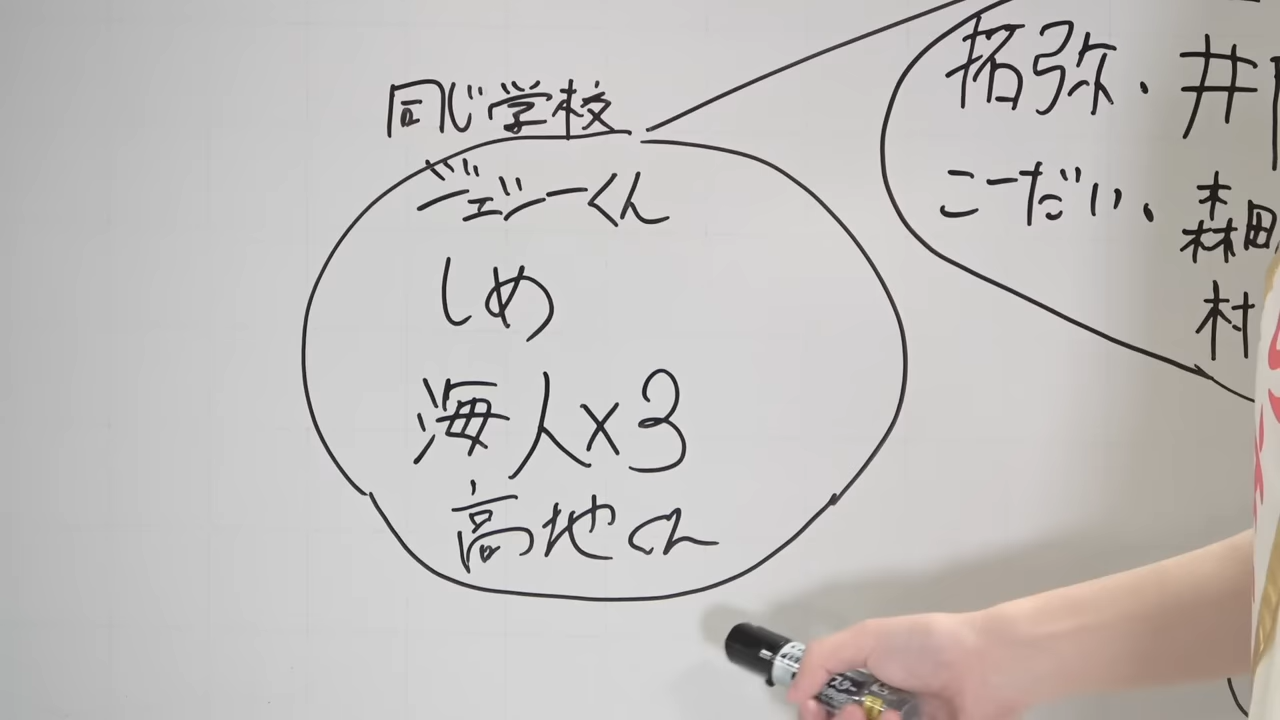 同じ学校
ジェシーくん
しめ
海人×3
高地くん
拓弥・井
こーだい、森田
村